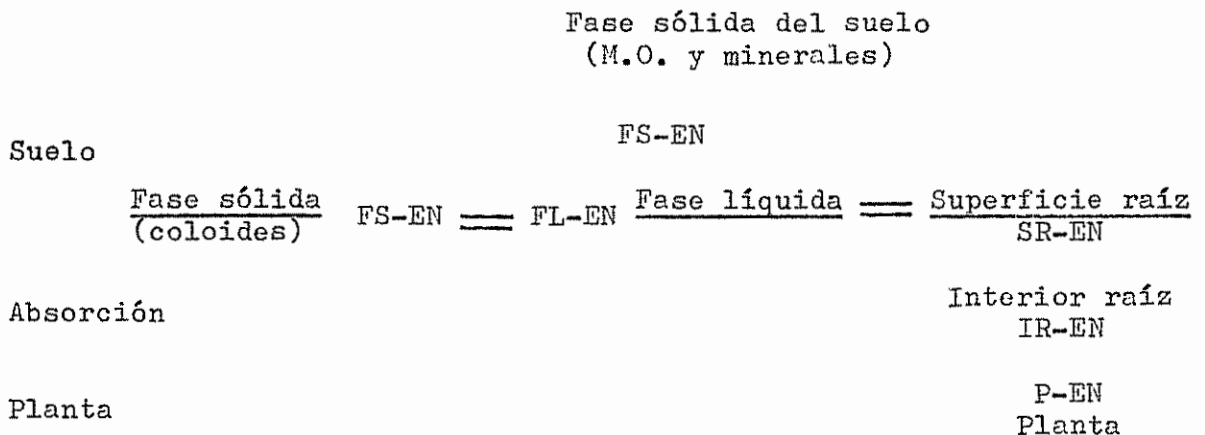 Fase sólida del suelo
(M.O. y minerales)
FS-EN
Suelo
Fase sólida FS-EN == FL-EN Fase líquida == Superficie raíz
(coloides) SR-EN
Interior raíz
Absorción
IR-EN
P-EN
Planta
Planta